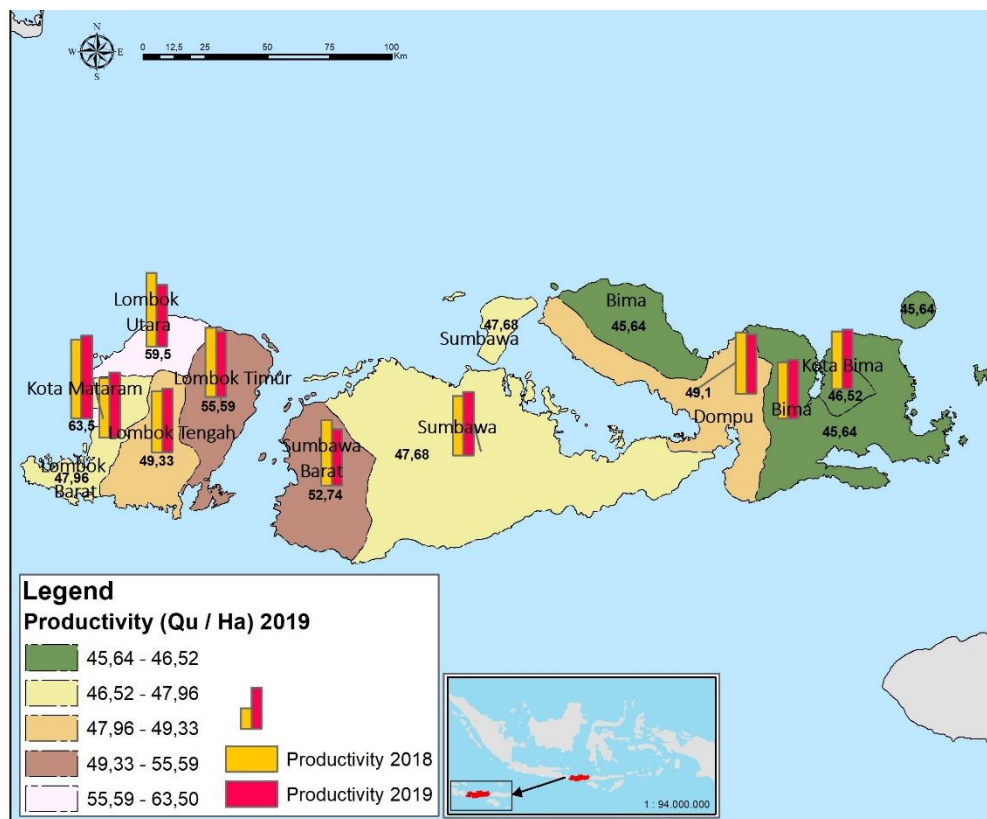 N
W E
S
0 12,5 25 50 75 100
Km
Lombok
Utara
59,5
Kota Mataram
63,5
Lombok Timur
55,59
Lombok Tengah
49,33
Lombok
47,96
Barat
Sumbawa
Barat
52,74
Sumbawa
47,68
47,68
Sumbawa
Bima
45,64
49,1
Dompu
Bima
Kota Bima
46,52
45,64
45,64
Legend
Productivity (Qu / Ha) 2019
45,64 - 46,52
46,52 - 47,96
47,96 - 49,33
49,33 - 55,59
55,59 - 63,50
Productivity 2018
Productivity 2019
1 : 94.000.000